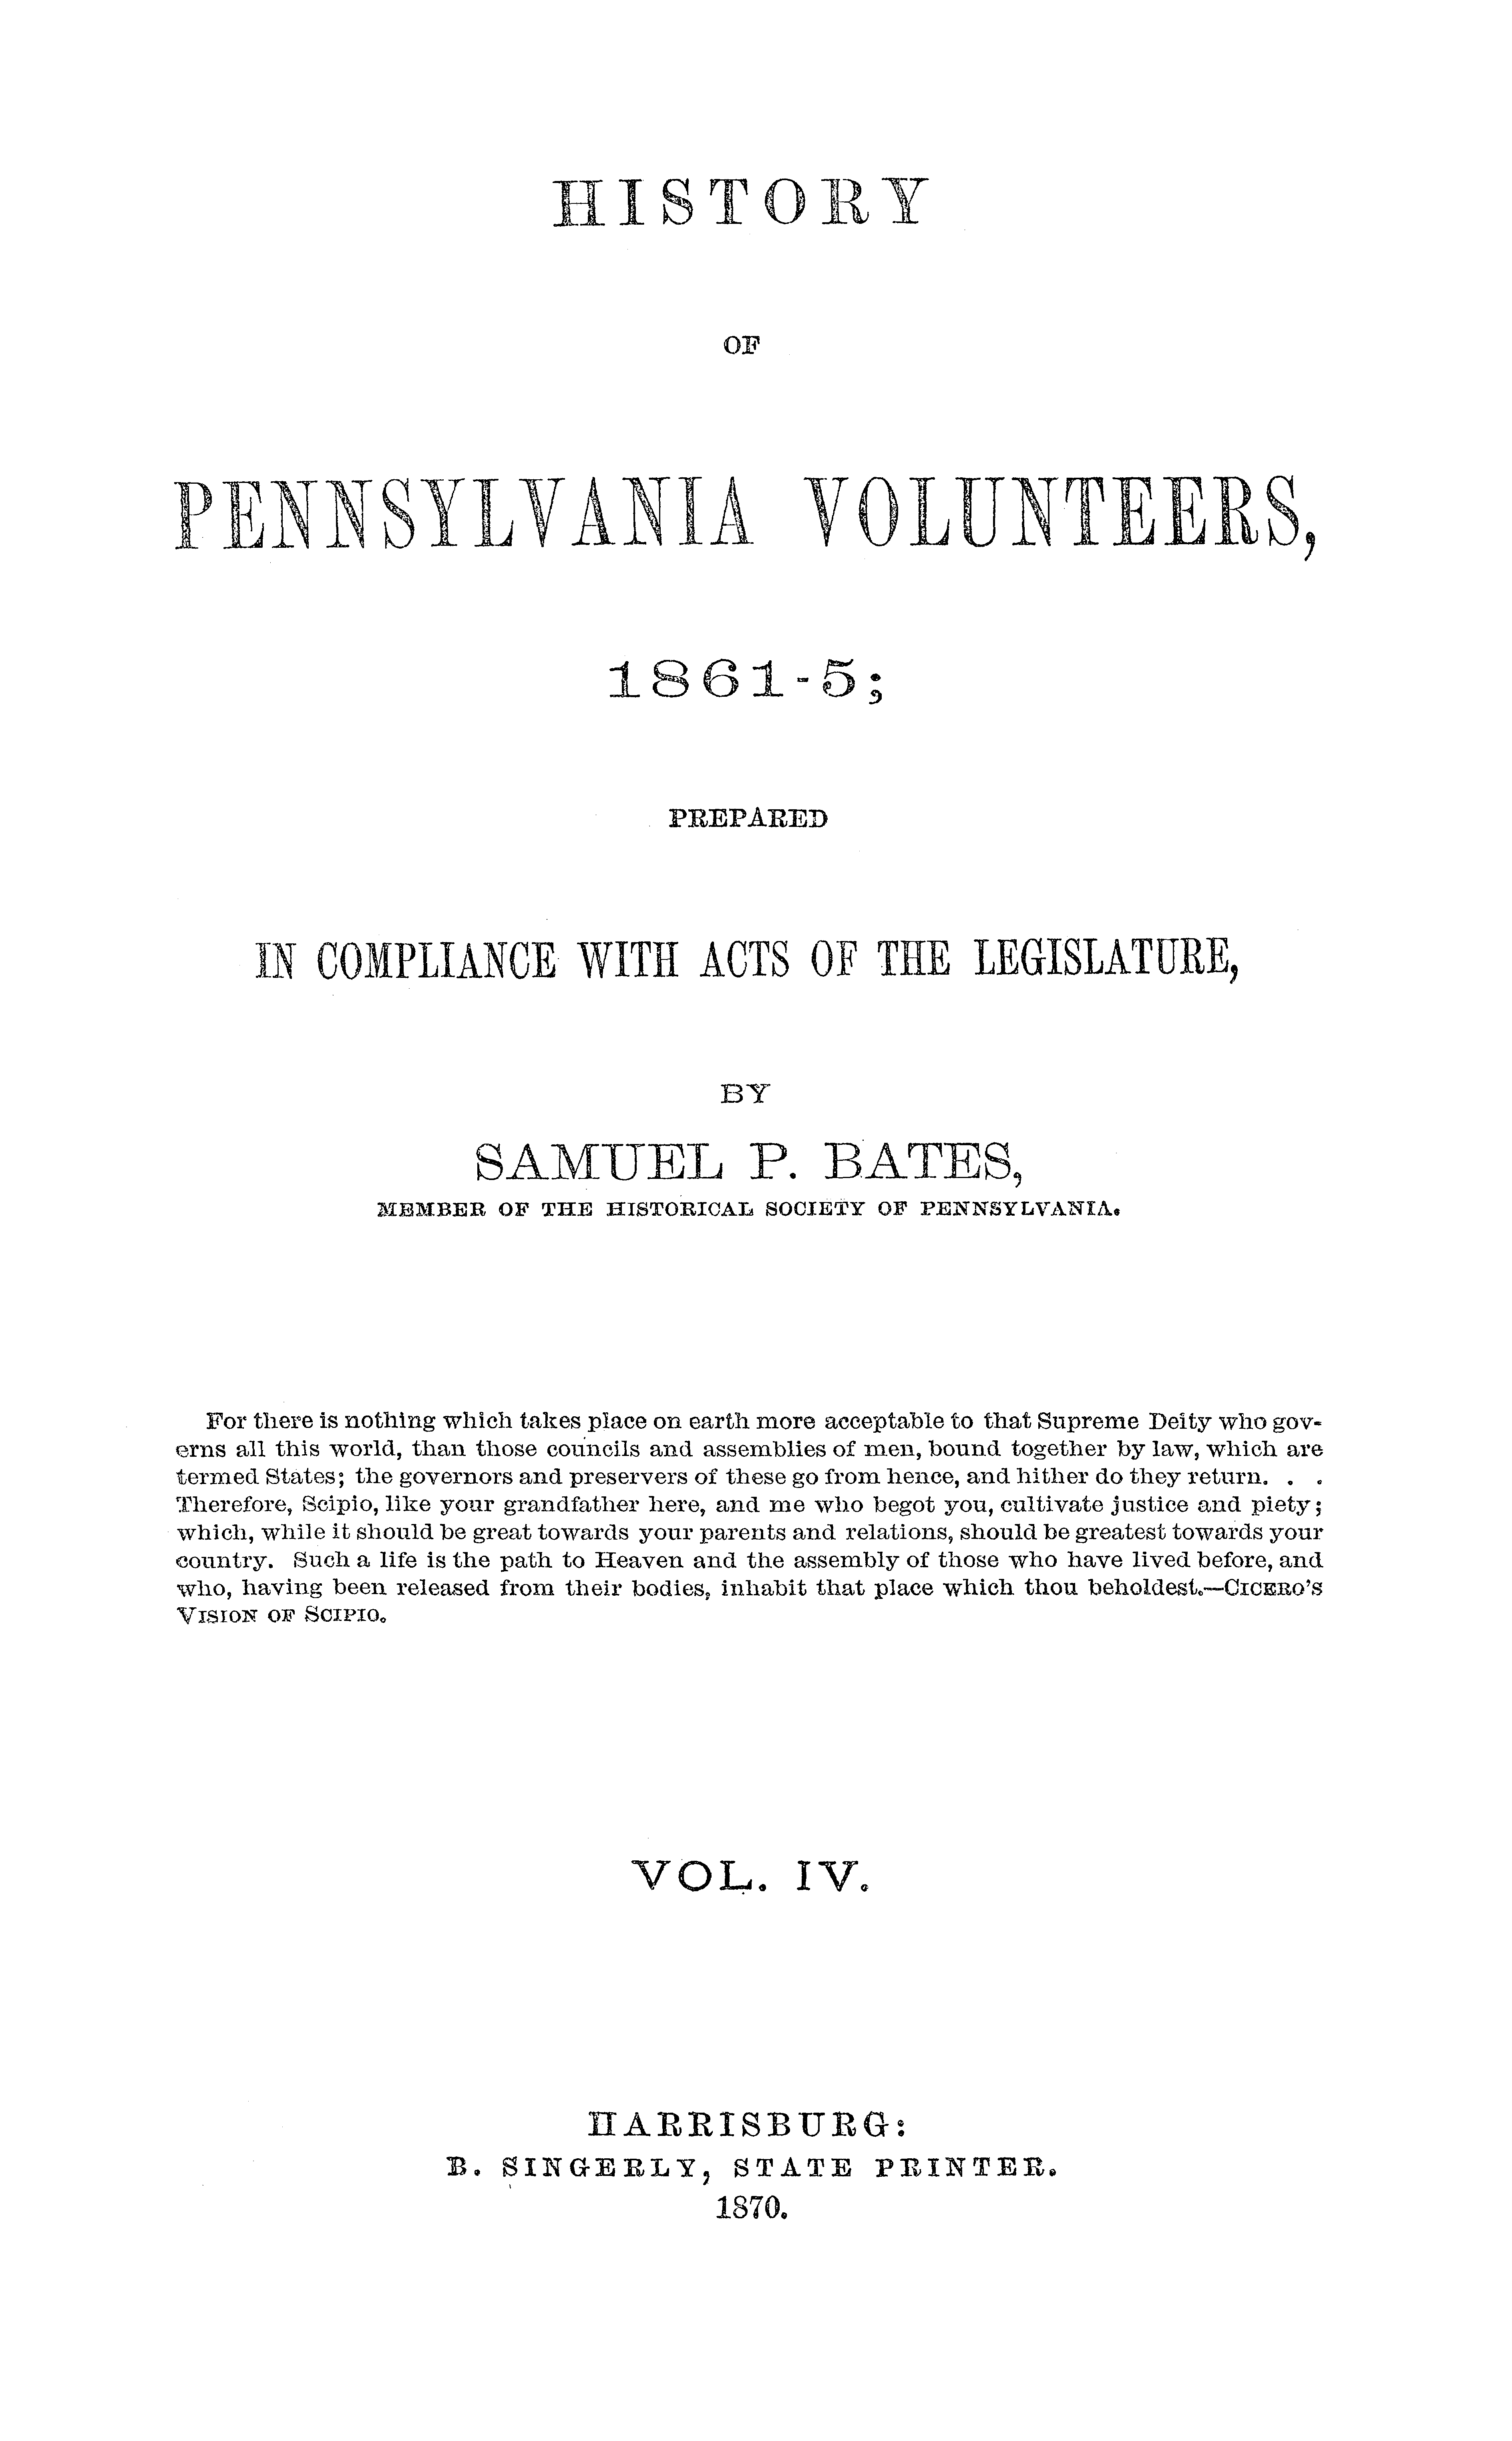 HISTORY
OF
PENNSYLVANIA VOLUNTEERS,
1861-5;
PREPARED
IN COMPLIANCE WITH ACTS OF THE LEGISLATURE,
BY
SAMUEL P. BATES,
MEMBER OF THE HISTORICAL SOCIETY OF PENNSYLVANIA.
For there is nothing which takes place on earth more acceptable to that Supreme Deity who gov-
erns all this world, than those councils and assemblies of men, bound together by law, which are
termed States; the governors and preservers of these go from hence, and hither do they return. . .
Therefore, Scipio, like your grandfather here, and me who begot you, cultivate justice and piety;
which, while it should be great towards your parents and relations, should be greatest towards your
country. Such a life is the path to Heaven and the assembly of those who have lived before, and
who, having been released from their bodies, inhabit that place which thou beholdest.—CICERO'S
VISION OF SCIPIO.
VOL. IV.
HARRISBURG:
B. SINGERLY, STATE PRINTER.
1870.